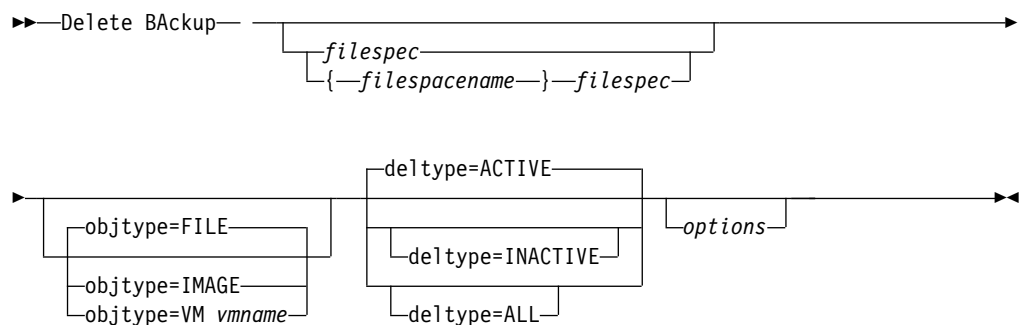 Delete BAckup
filespec
{ filespacename } filespec
deltype=ACTIVE
objtype=FILE
deltype=INACTIVE
options
objtype=IMAGE
objtype=VM vmname
deltype=ALL